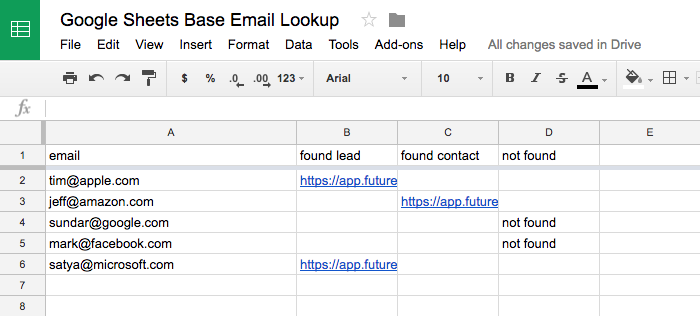 Google Sheets Base Email Lookup
File Edit View Insert Format Data Tools Add-ons Help All changes saved in Drive
$ % .0 .00 123 Arial 10 B I S A
fx
A B C D E
1 email found lead found contact not found
2 tim@apple.com https://app.future
3 jeff@amazon.com https://app.future
4 sundar@google.com not found
5 mark@facebook.com not found
6 satya@microsoft.com https://app.future
7
8